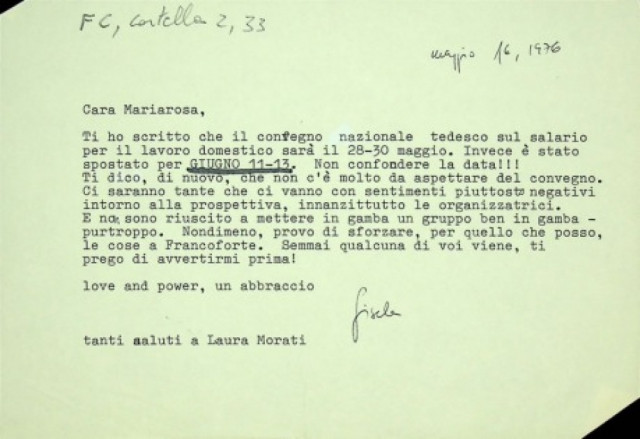 FC, cartella 2, 33
maggio 16, 1976
Cara Mariarosa,
Ti ho scritto che il convegno nazionale tedesco sul salario
per il lavoro domestico sarà il 28-30 maggio. Invece è stato
spostato per GIUGNO 11-13. Non confondere la data!!!
Ti dico, di nuovo, che non c'è molto da aspettare del convegno.
Ci saranno tante che ci vanno con sentimenti piuttosto negativi
intorno alla prospettiva, innanzittutto le organizzatrici.
E non sono riuscito a mettere in gamba un gruppo ben in gamba -
purtroppo. Nondimeno, provo di sforzare, per quello che posso,
le cose a Francoforte. Semmai qualcuna di voi viene, ti
prego di avvertirmi prima!
love and power, un abbraccio
Gisela
tanti saluti a Laura Morati